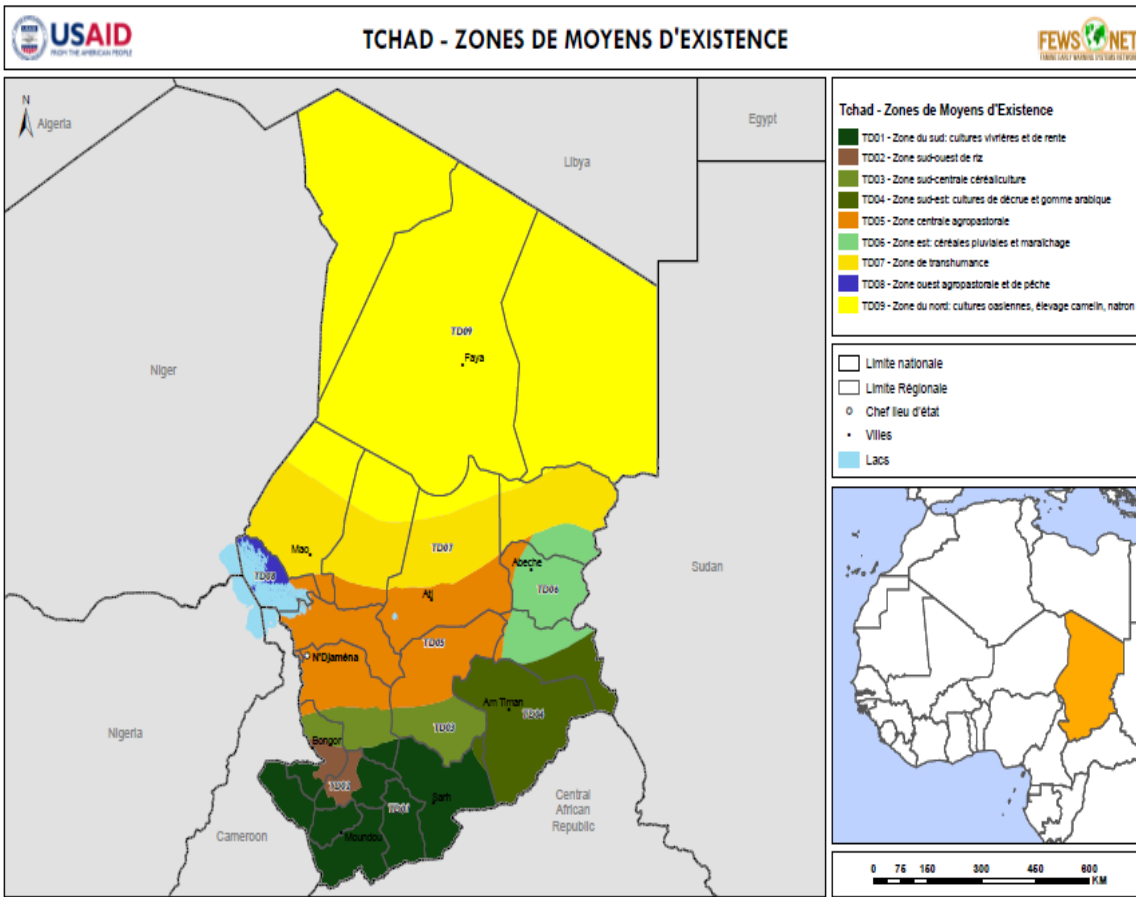 USAID
FROM THE AMERICAN PEOPLE
TCHAD - ZONES DE MOYENS D'EXISTENCE
FEWS NET
FAMINE EARLY WARNING SYSTEMS NETWORK
N
Algeria
Libya
Egypt
Niger
TD09
Faya
Sudan
Mao
TD07
Abeche
TD08
Ati
TD06
TD05
N'Djaména
Am Timan
TD04
Nigeria
Bongor
TD03
TD02
TD01
Sarh
Moundou
Cameroon
Central
African
Republic
Tchad - Zones de Moyens d'Existence
TD01 - Zone du sud: cultures vivrières et de rente
TD02 - Zone sud-ouest de riz
TD03 - Zone sud-centrale céréaliculture
TD04 - Zone sud-est: cultures de décrue et gomme arabique
TD05 - Zone centrale agropastorale
TD06 - Zone est: céréales pluviales et maraîchage
TD07 - Zone de transhumance
TD08 - Zone ouest agropastorale et de pêche
TD09 - Zone du nord: cultures oasiennes, élevage camelin, natron
Limite nationale
Limite Régionale
Chef lieu d'état
Villes
Lacs
0 75 150 300 450 600
KM